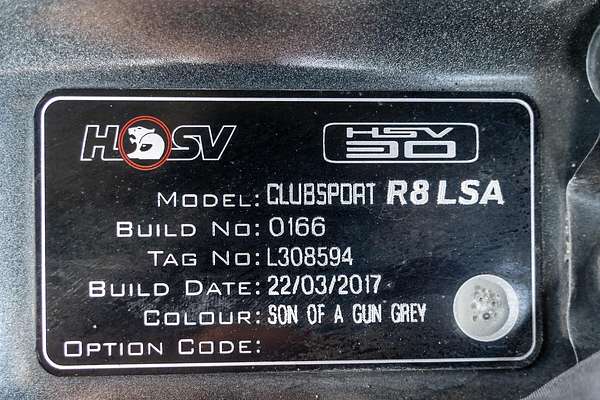 HSV HSV 30
MODEL: CLUBSPORT R8 LSA
BUILD NO: 0166
TAG NO: L308594
BUILD DATE: 22/03/2017
COLOUR: SON OF A GUN GREY
OPTION CODE: